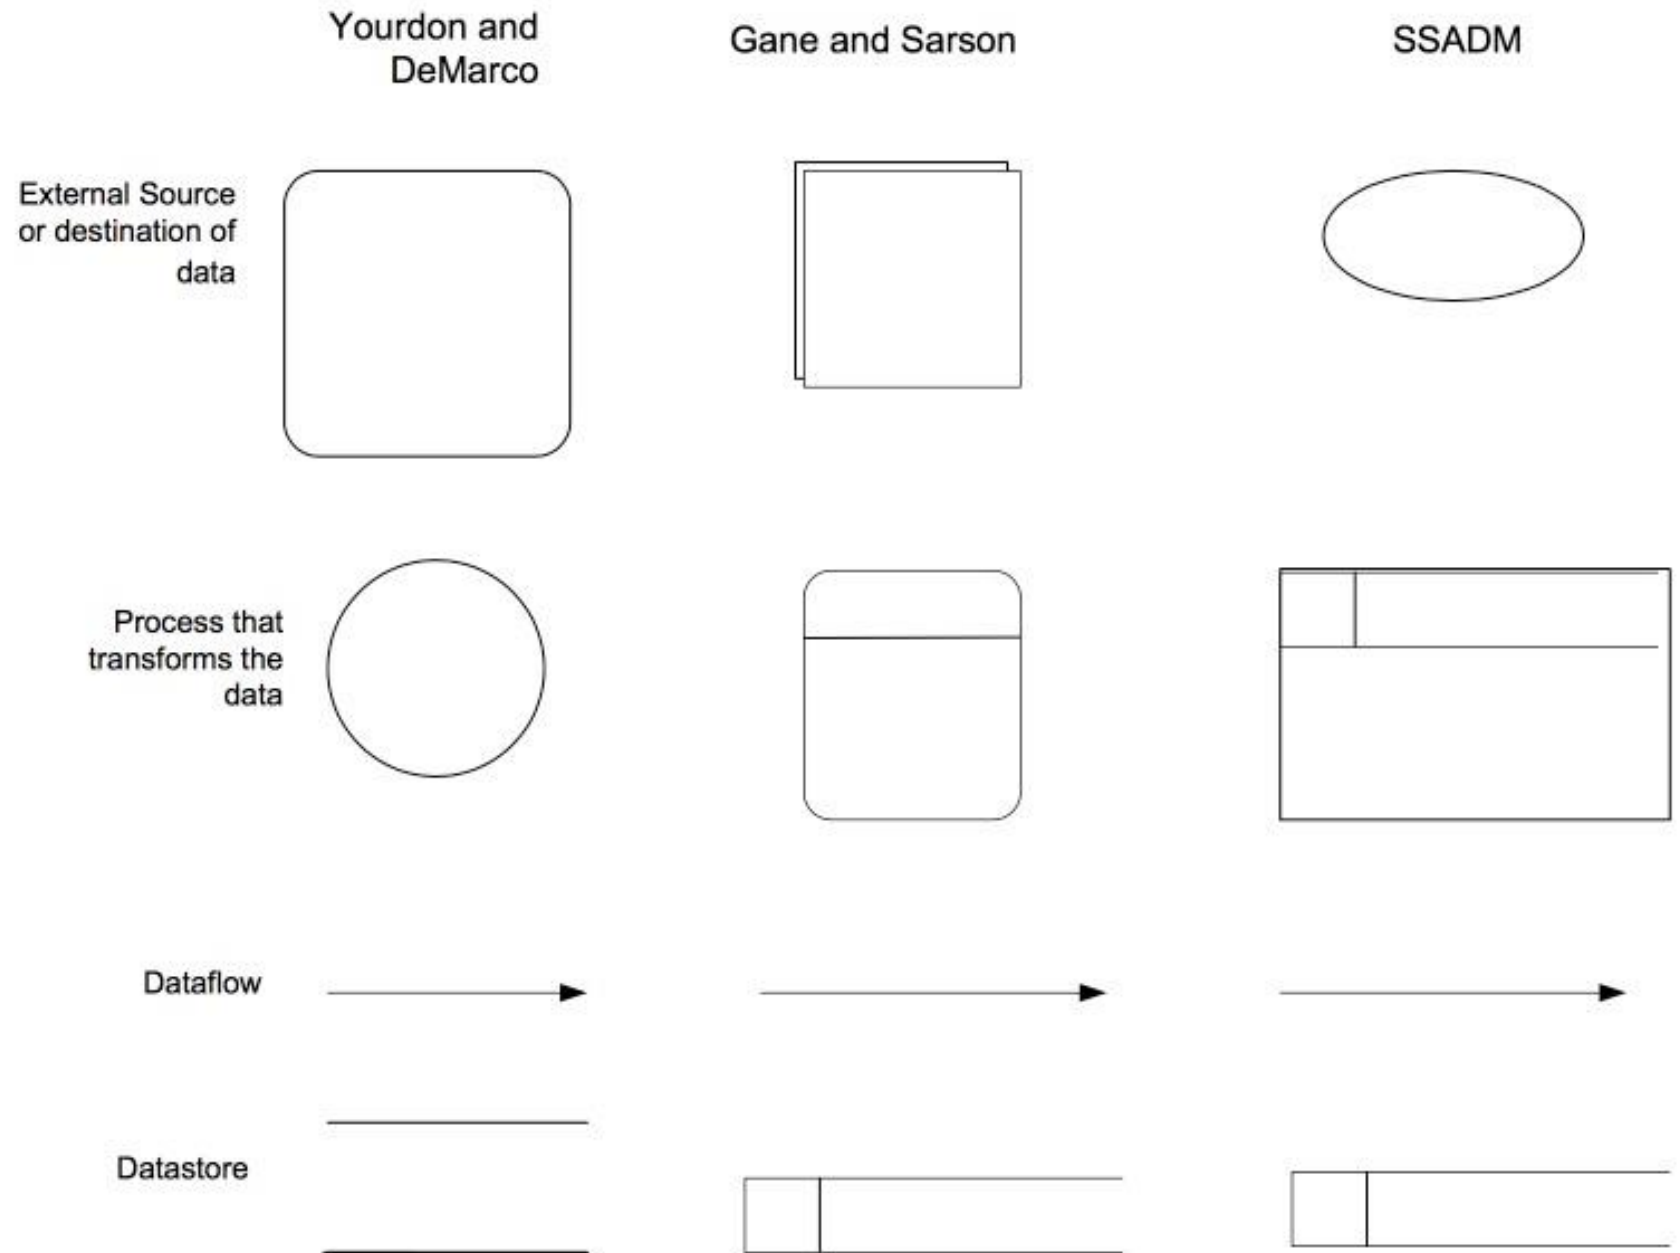 Yourdon and
DeMarco
Gane and Sarson
SSADM
External Source
or destination of
data
Process that
transforms the
data
Dataflow
Datastore